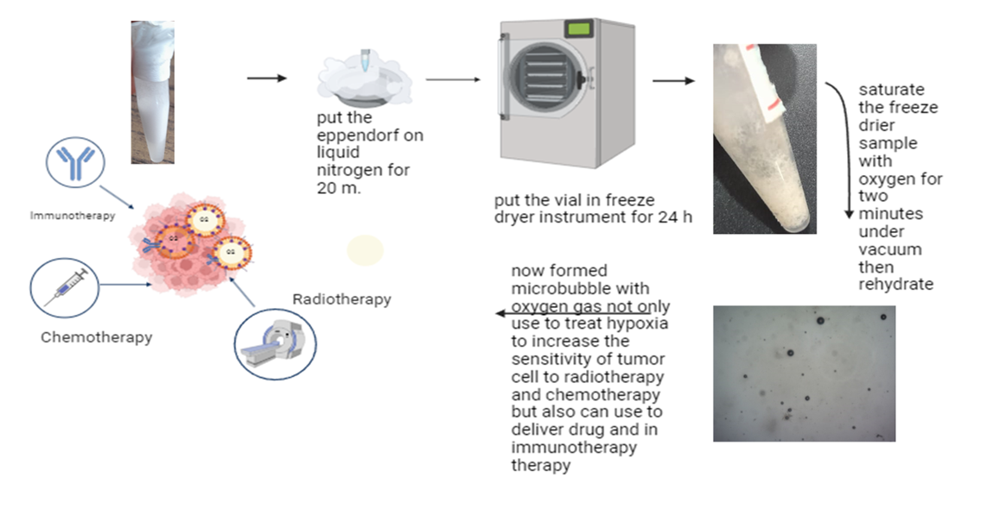 put the
eppendorf on
liquid
nitrogen for
20 m.
put the vial in freeze
dryer instrument for 24 h
saturate
the freeze
drier
sample
with
oxygen for
two
minutes
under
vacuum
then
rehydrate
Immunotherapy
Chemotherapy
Radiotherapy
now formed
microbubble with
oxygen gas not only
use to treat hypoxia
to increase the
sensitivity of tumor
cell to radiotherapy
and chemotherapy
but also can use to
deliver drug and in
immunotherapy
therapy